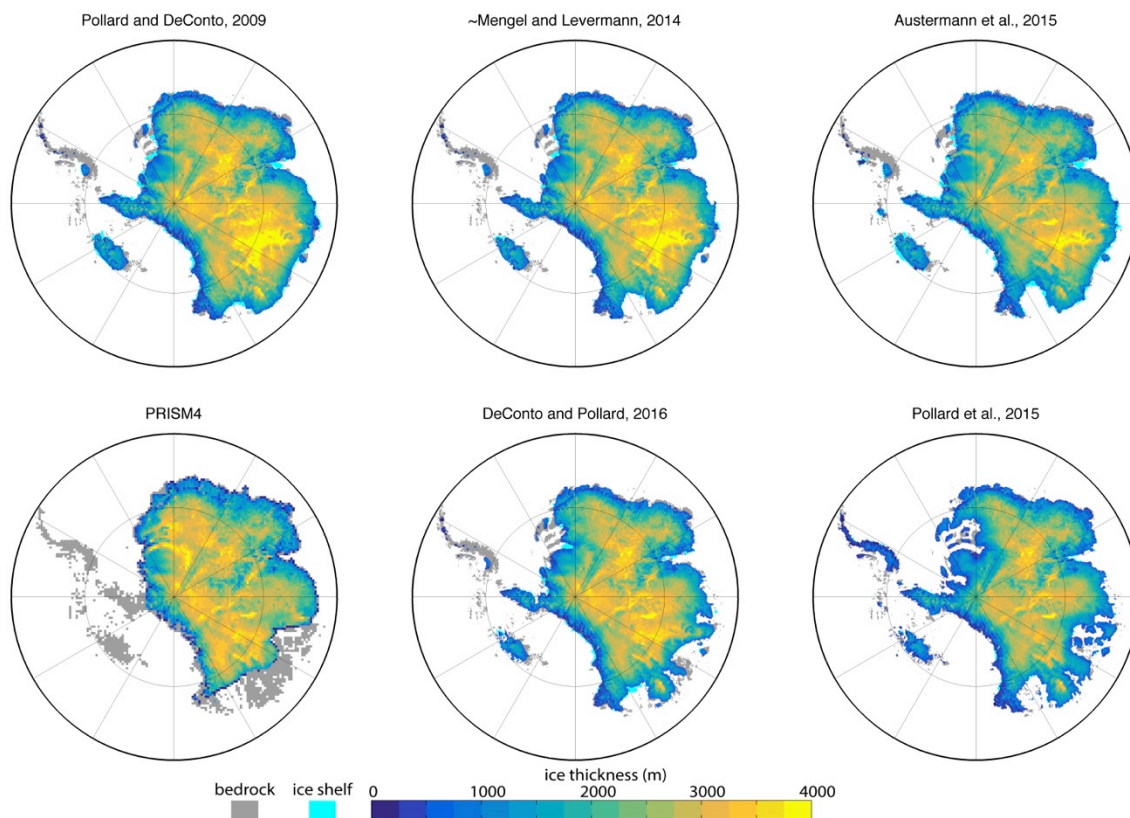 Pollard and DeConto, 2009
~Mengel and Levermann, 2014
Austermann et al., 2015
PRISM4
DeConto and Pollard, 2016
Pollard et al., 2015
bedrock
ice shelf
ice thickness (m)
0 1000 2000 3000 4000